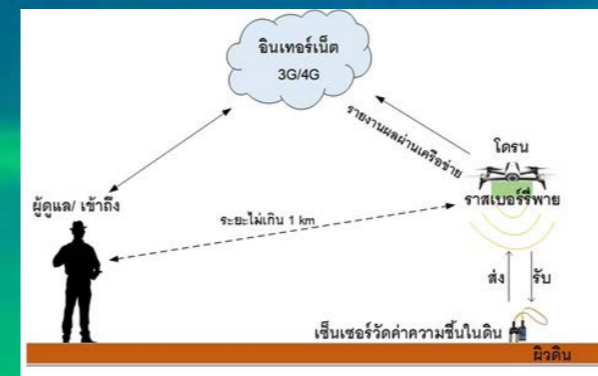 อินเทอร์เน็ต
3G/4G
รายงานผลผ่านเครือข่าย
โดรน
ราสเบอร์รี่พาย
ผู้ดูแล/ เข้าถึง
ระยะไม่เกิน 1 km
ส่ง
รับ
เซ็นเซอร์วัดค่าความชื้นในดิน
ผิวดิน